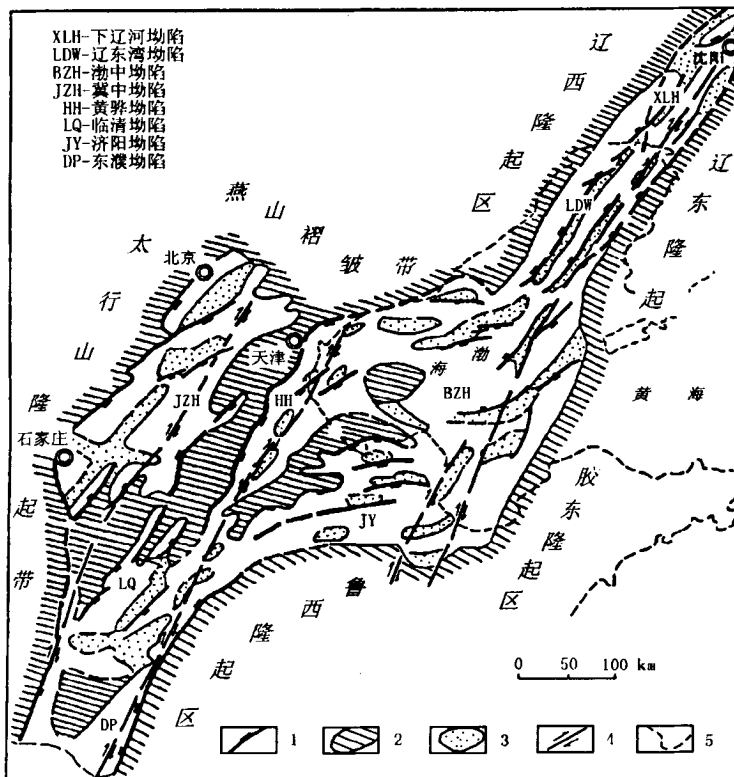 XLH-下辽河坳陷
LDW-辽东湾坳陷
BZH-渤中坳陷
JZH-冀中坳陷
HH-黄骅坳陷
LQ-临清坳陷
JY-济阳坳陷
DP-东濮坳陷
沈阳
XLH
辽西隆起区
辽东隆起
LDW
燕山褶皱带
太行山隆起带
北京
天津
渤海
BZH
黄海
JZH
HH
石家庄
胶东隆起区
JY
LQ
鲁西隆起区
DP
0 50 100 km
1 2 3 4 5